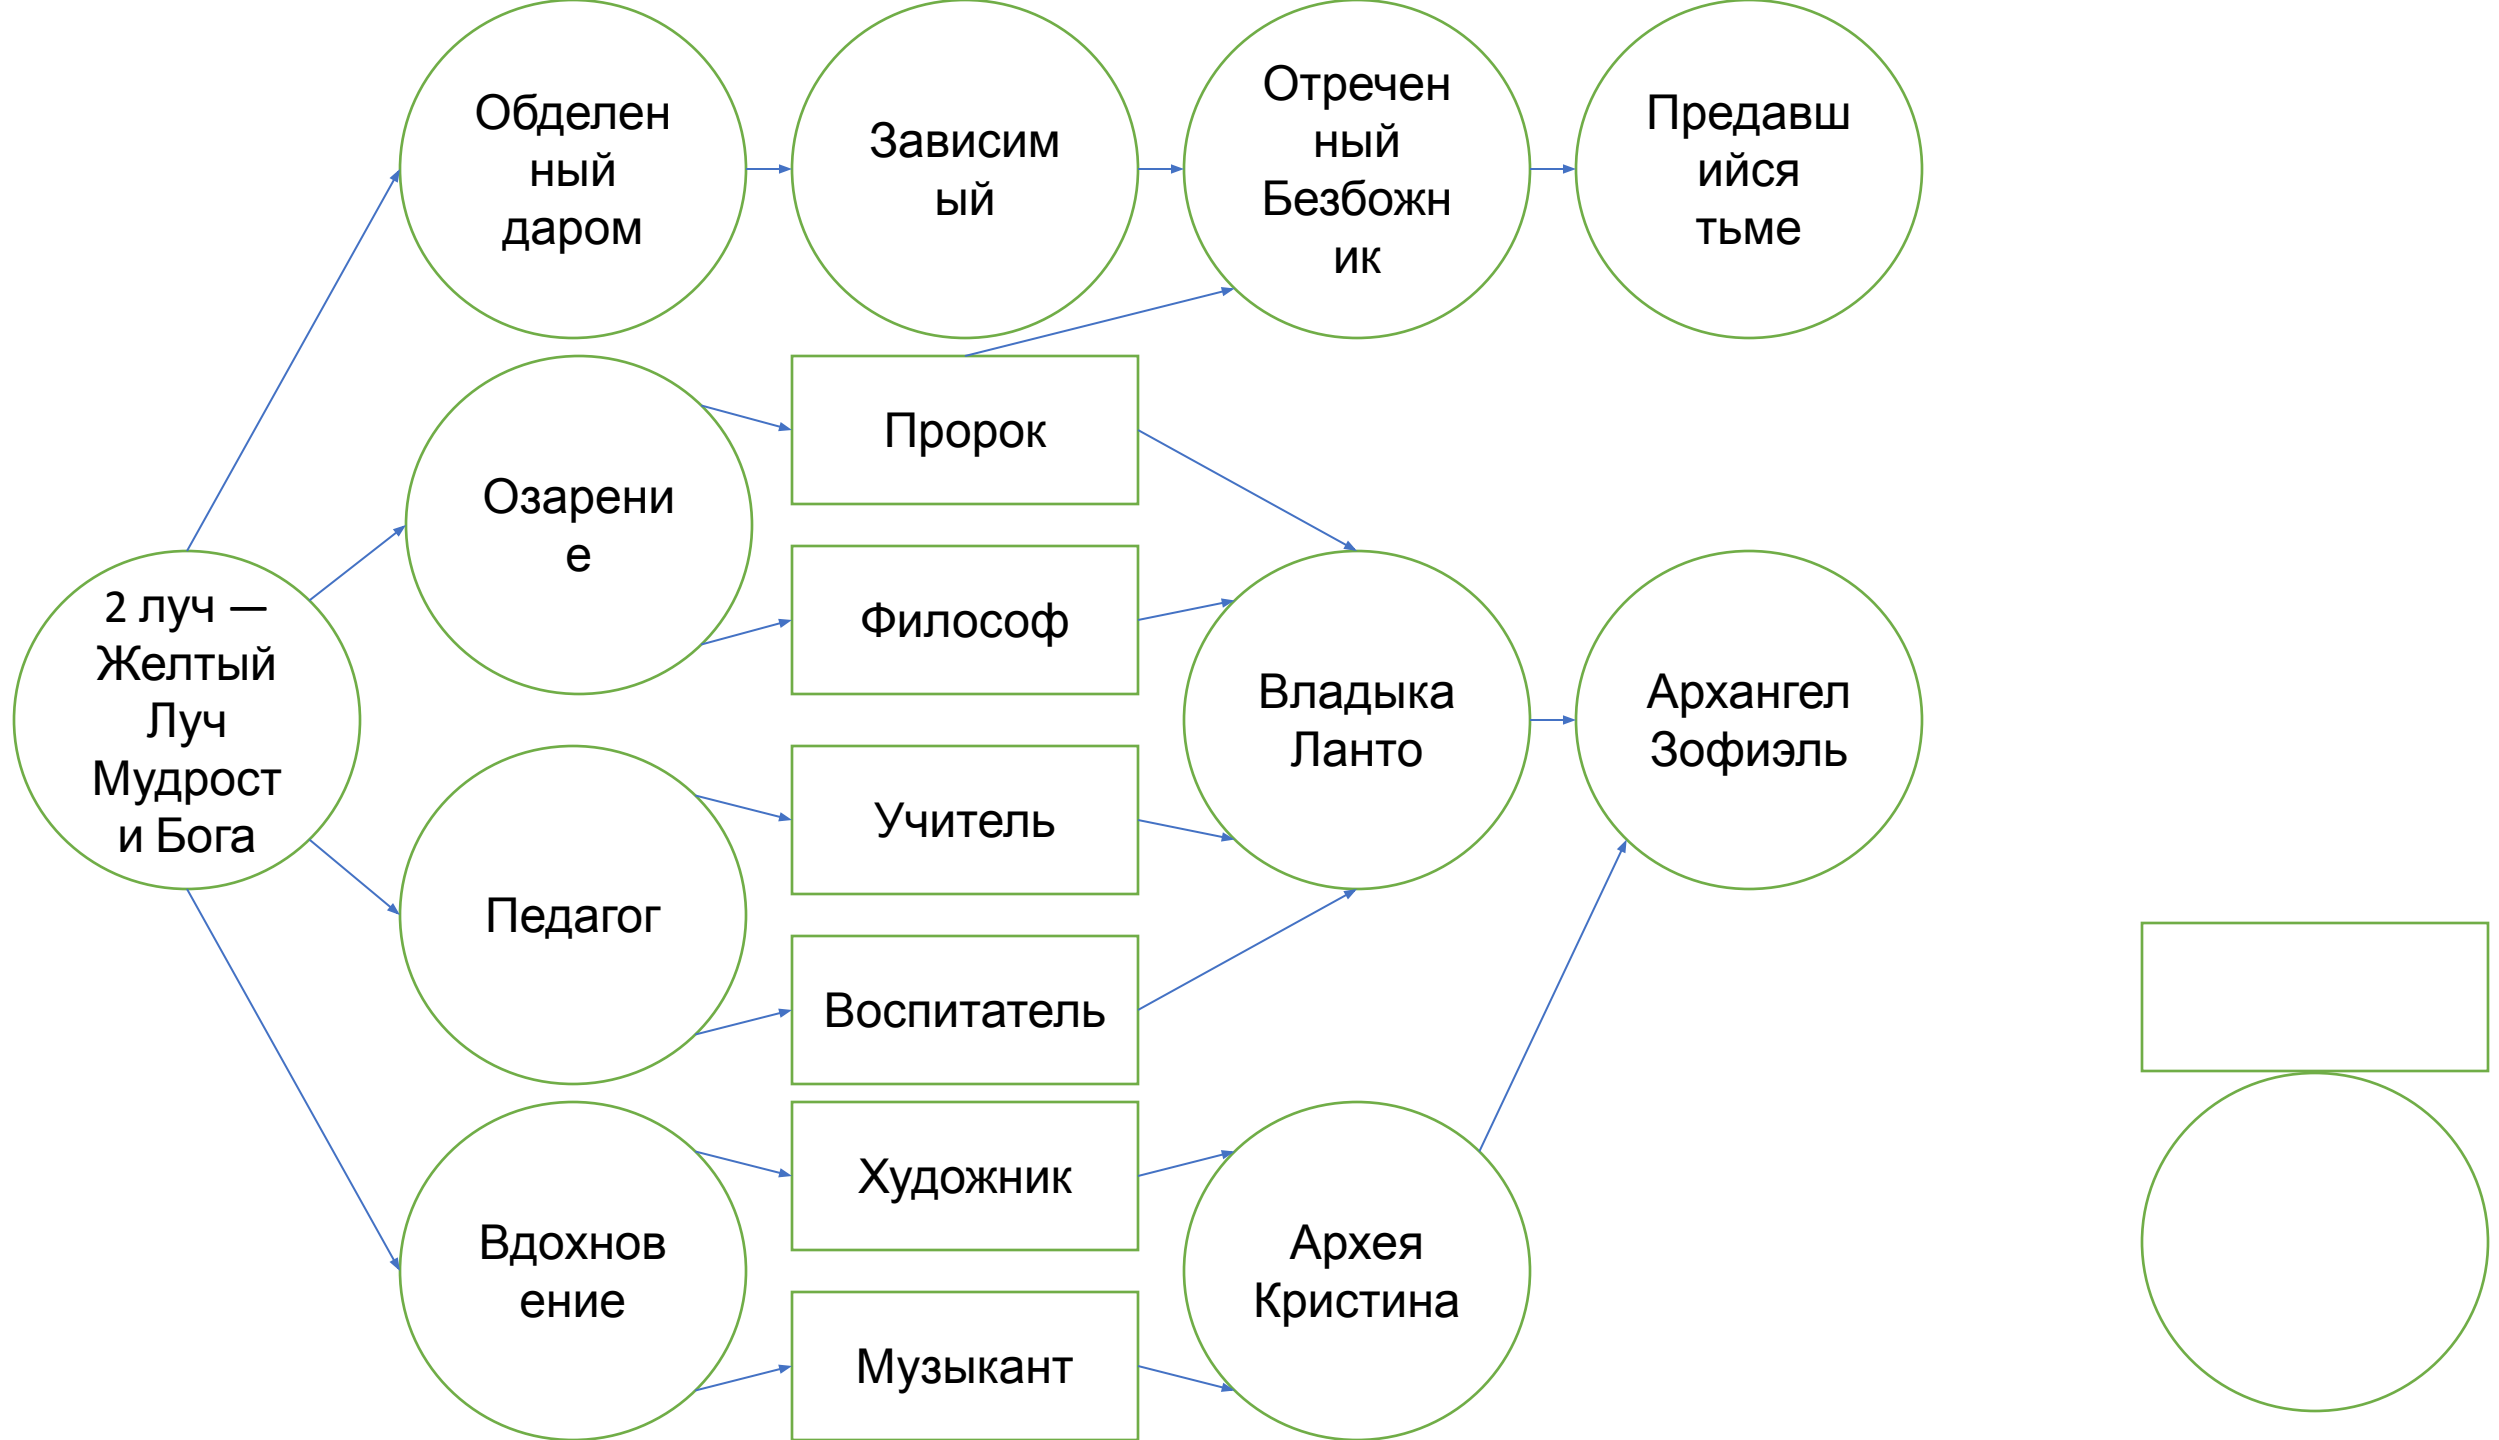 Обделен
ный
даром
Зависим
ый
Отречен
ный
Безбожн
ик
Предавш
ийся
тьме
Озарени
е
Пророк
Философ
2 луч —
Желтый
Луч
Мудрост
и Бога
Владыка
Ланто
Архангел
Зофиэль
Педагог
Учитель
Воспитатель
Вдохнов
ение
Художник
Музыкант
Архея
Кристина